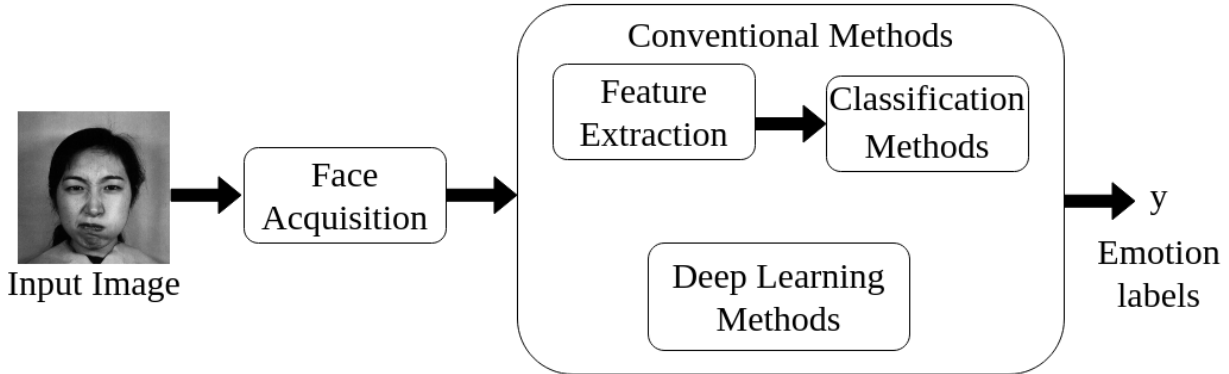 Input Image
Face
Acquisition
Conventional Methods
Feature
Extraction
Classification
Methods
Deep Learning
Methods
y
Emotion
labels